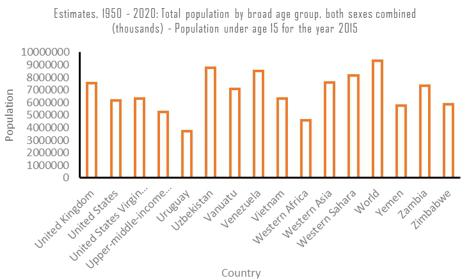 Estimates, 1950 - 2020: Total population by broad age group, both sexes combined
(thousands) - Population under age 15 for the year 2015
10000000
9000000
8000000
7000000
6000000
5000000
4000000
3000000
2000000
1000000
0
Population
United Kingdom
United States
United States Virgin...
Upper-middle-income...
Uruguay
Uzbekistan
Vanuatu
Venezuela
Vietnam
Western Africa
Western Asia
Western Sahara
World
Yemen
Zambia
Zimbabwe
Country